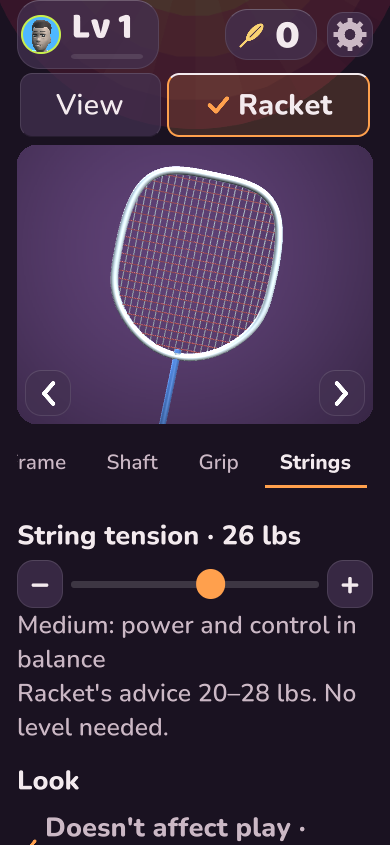 Lv 1
0
View
Racket
rame
Shaft
Grip
Strings
String tension · 26 lbs
Medium: power and control in
balance
Racket's advice 20–28 lbs. No
level needed.
Look
Doesn't affect play ·